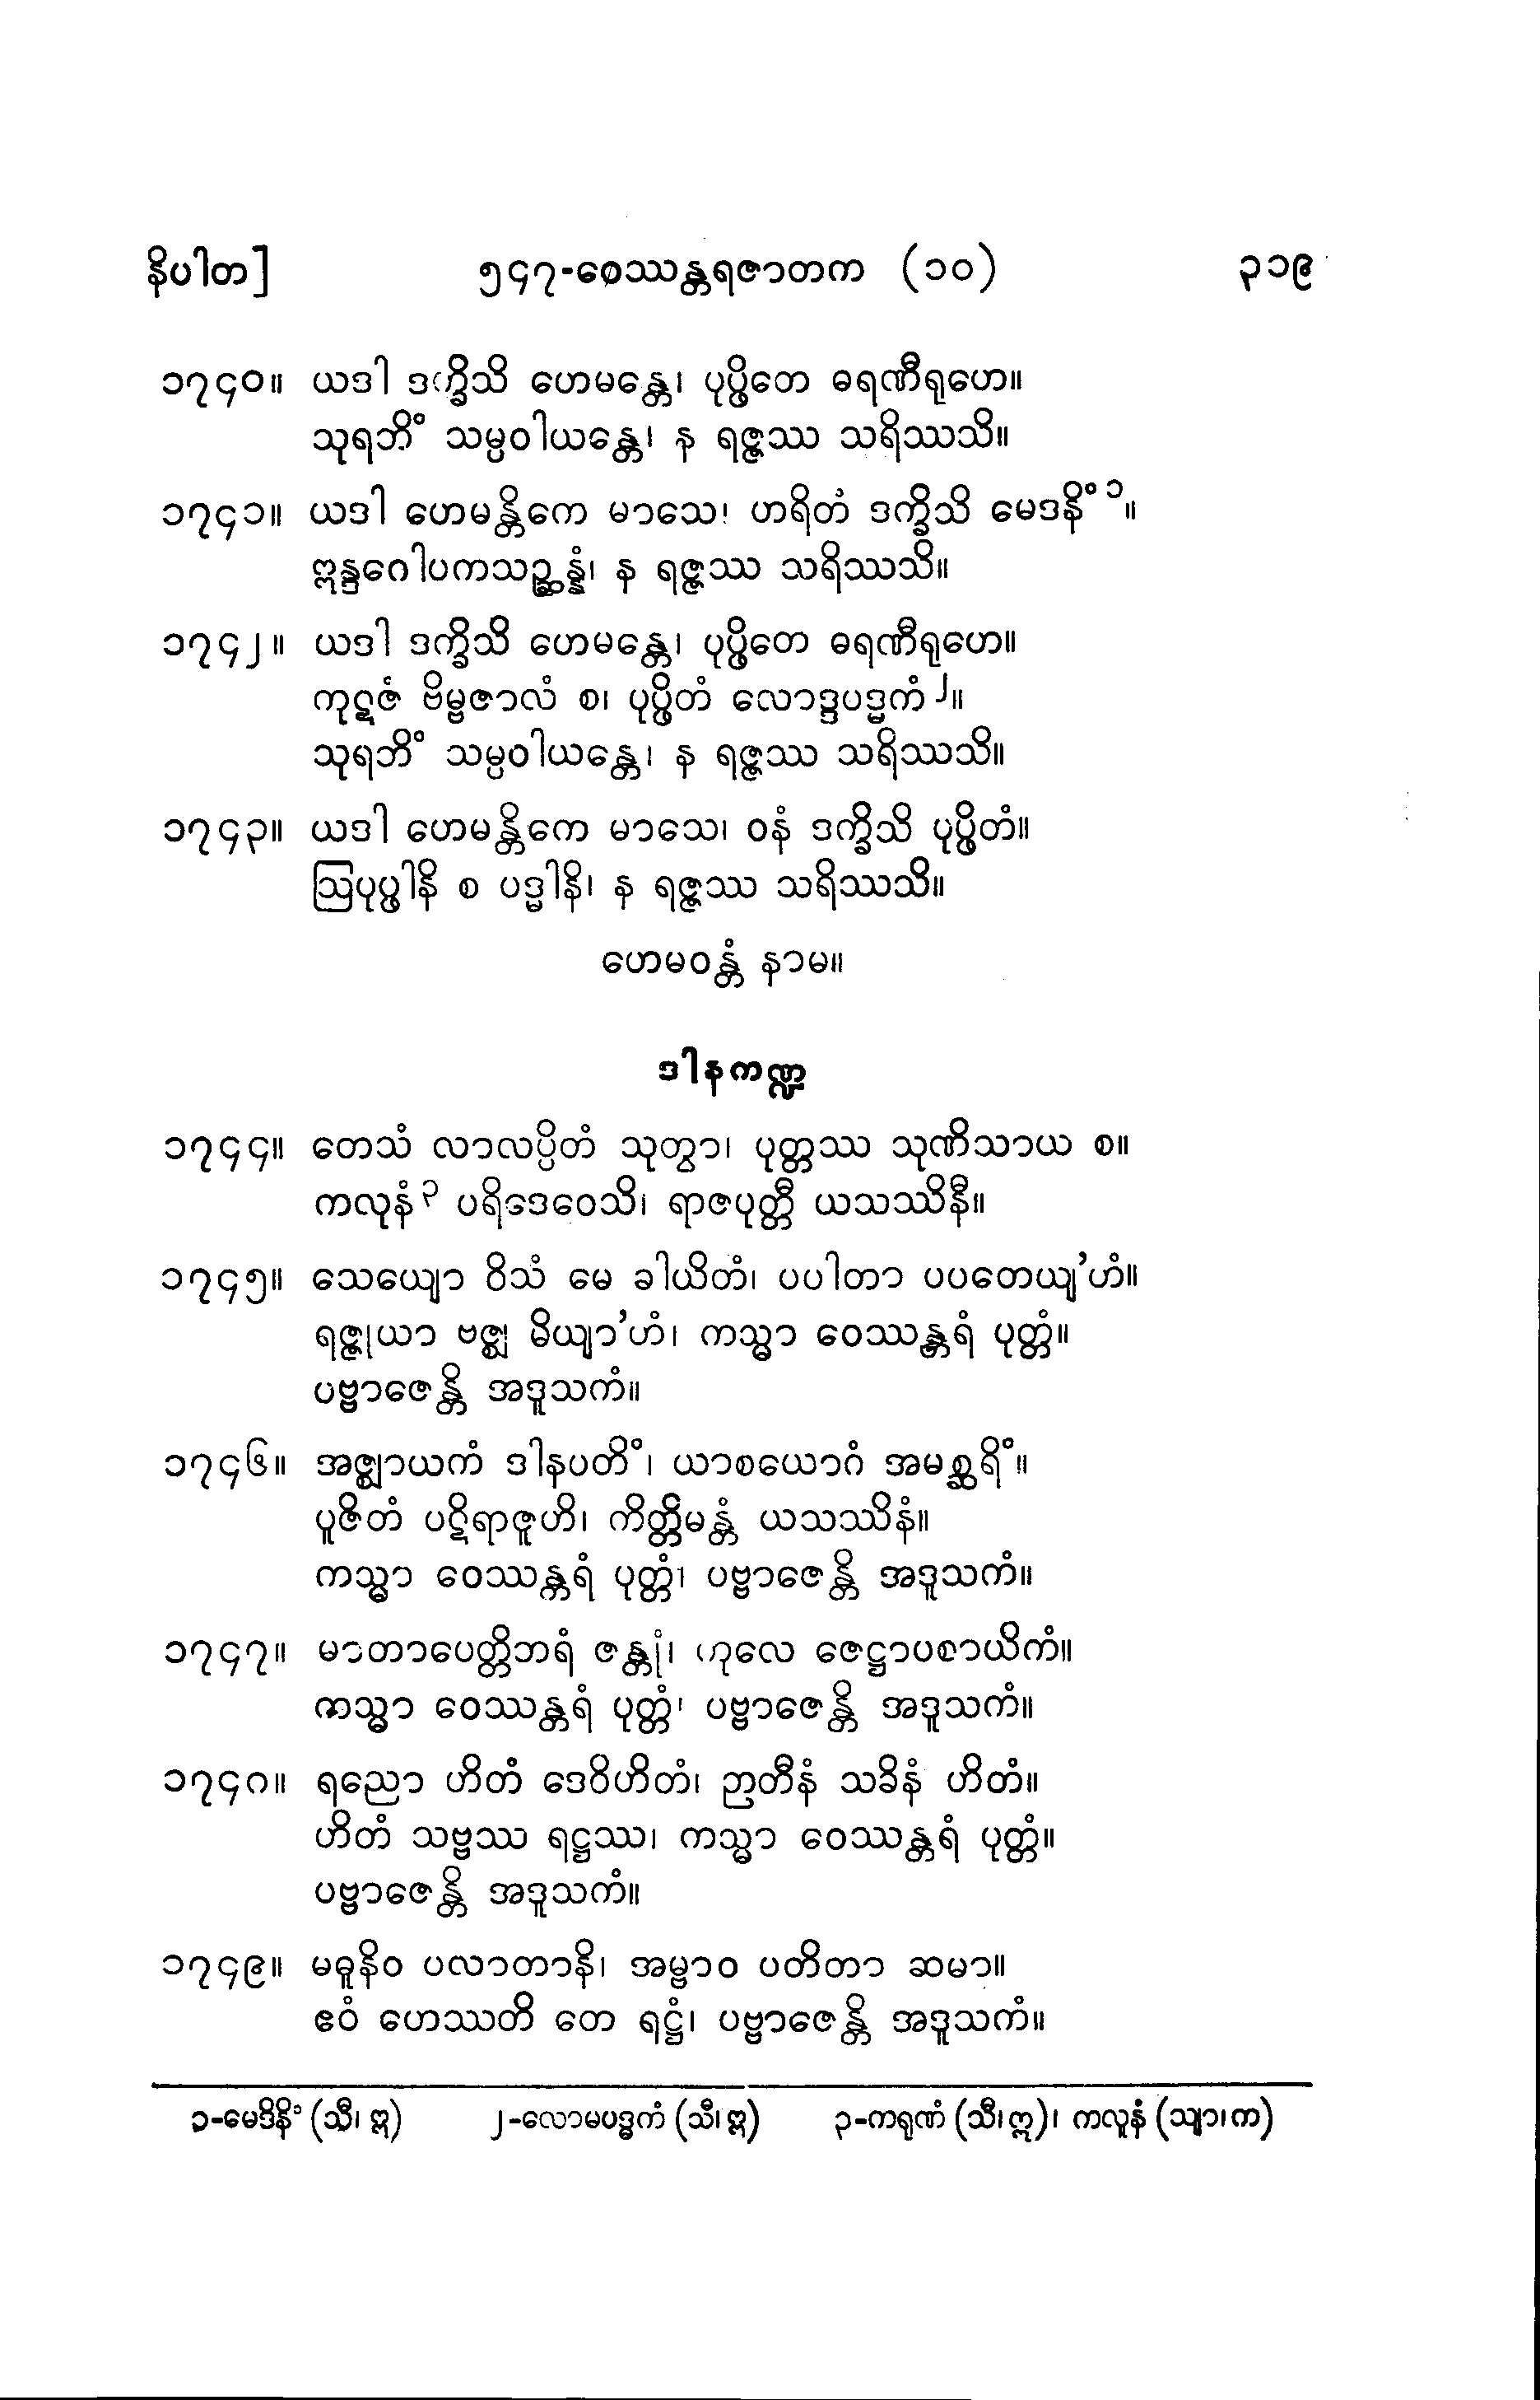 နိပါတ]	၅၄၇-ဝေဿန္တရဇာတက (၁၀)	၃၁၉
၁၇၄၀။ ယဒါ ဒက္ခိသိ ဟေမန္တေ၊ ပုပ္ဖိတေ ဓရဏီရုဟေ။
သုရဘိံ သမ္ပဝါယန္တေ၊ န ရဇ္ဇဿ သရိဿသိ။
၁၇၄၁။ ယဒါ ဟေမန္တိကေ မာသေ၊ ဟရိတံ ဒက္ခိသိ မေဒနိံ၁။
ဣန္ဒဂေါပကသဉ္ဆန္နံ၊ န ရဇ္ဇဿ သရိဿသိ။
၁၇၄၂။ ယဒါ ဒက္ခိသိ ဟေမန္တေ၊ ပုပ္ဖိတေ ဓရဏီရုဟေ။
ကုဋဇံ ဗိမ္ဗဇာလံ စ၊ ပုပ္ဖိတံ လောဒ္ဒပဒ္မကံ၂။
သုရဘိံ သမ္ပဝါယန္တေ၊ န ရဇ္ဇဿ သရိဿသိ။
၁၇၄၃။ ယဒါ ဟေမန္တိကေ မာသေ၊ ဝနံ ဒက္ခိသိ ပုပ္ဖိတံ။
ဩပုပ္ဖါနိ စ ပဒ္မါနိ၊ န ရဇ္ဇဿ သရိဿသိ။
ဟေမဝန္တံ နာမ။
ဒါနကဏ္ဍ
၁၇၄၄။ တေသံ လာလပ္ပိတံ သုတွာ၊ ပုတ္တဿ သုဏိသာယ စ။
ကလုနံ၃ ပရိဒေဝေသိ၊ ရာဇပုတ္တီ ယသဿိနီ။
၁၇၄၅။ သေယျော ဝိသံ မေ ခါယိတံ၊ ပပါတာ ပပတေယျ’ဟံ။
ရဇ္ဇုယာ ဗဇ္ဈ မိယျာ’ဟံ၊ ကသ္မာ ဝေဿန္တရံ ပုတ္တံ။
ပဗ္ဗာဇေန္တိ အဒူသကံ။
၁၇၄၆။ အဇ္ဈာယကံ ဒါနပတိံ၊ ယာစယောဂံ အမစ္ဆရိံ။
ပူဇိတံ ပဋိရာဇူဟိ၊ ကိတ္တိမန္တံ ယသဿိနံ။
ကသ္မာ ဝေဿန္တရံ ပုတ္တံ၊ ပဗ္ဗာဇေန္တိ အဒူသကံ။
၁၇၄၇။ မာတာပေတ္တိဘရံ ဇန္တုံ၊ ကုလေ ဇေဋ္ဌာပစာယိကံ။
ကသ္မာ ဝေဿန္တရံ ပုတ္တံ၊ ပဗ္ဗာဇေန္တိ အဒူသကံ။
၁၇၄၈။ ရညော ဟိတံ ဒေဝိဟိတံ၊ ဉာတီနံ သခိနံ ဟိတံ။
ဟိတံ သဗ္ဗဿ ရဋ္ဌဿ၊ ကသ္မာ ဝေဿန္တရံ ပုတ္တံ။
ပဗ္ဗာဇေန္တိ အဒူသကံ။
၁၇၄၉။ မဓူနိဝ ပလာတာနိ၊ အမ္ဗာဝ ပတိတာ ဆမာ။
ဧဝံ ဟေဿတိ တေ ရဋ္ဌံ၊ ပဗ္ဗာဇေန္တိ အဒူသကံ။
၁-မေဒိနိံ (သီ၊ ဣ)	၂-လောမပဒ္ဓကံ (သီ၊ ဣ)	၃-ကရုဏံ (သီ၊ ဣ)၊ ကလူနံ (သျာ၊ က)